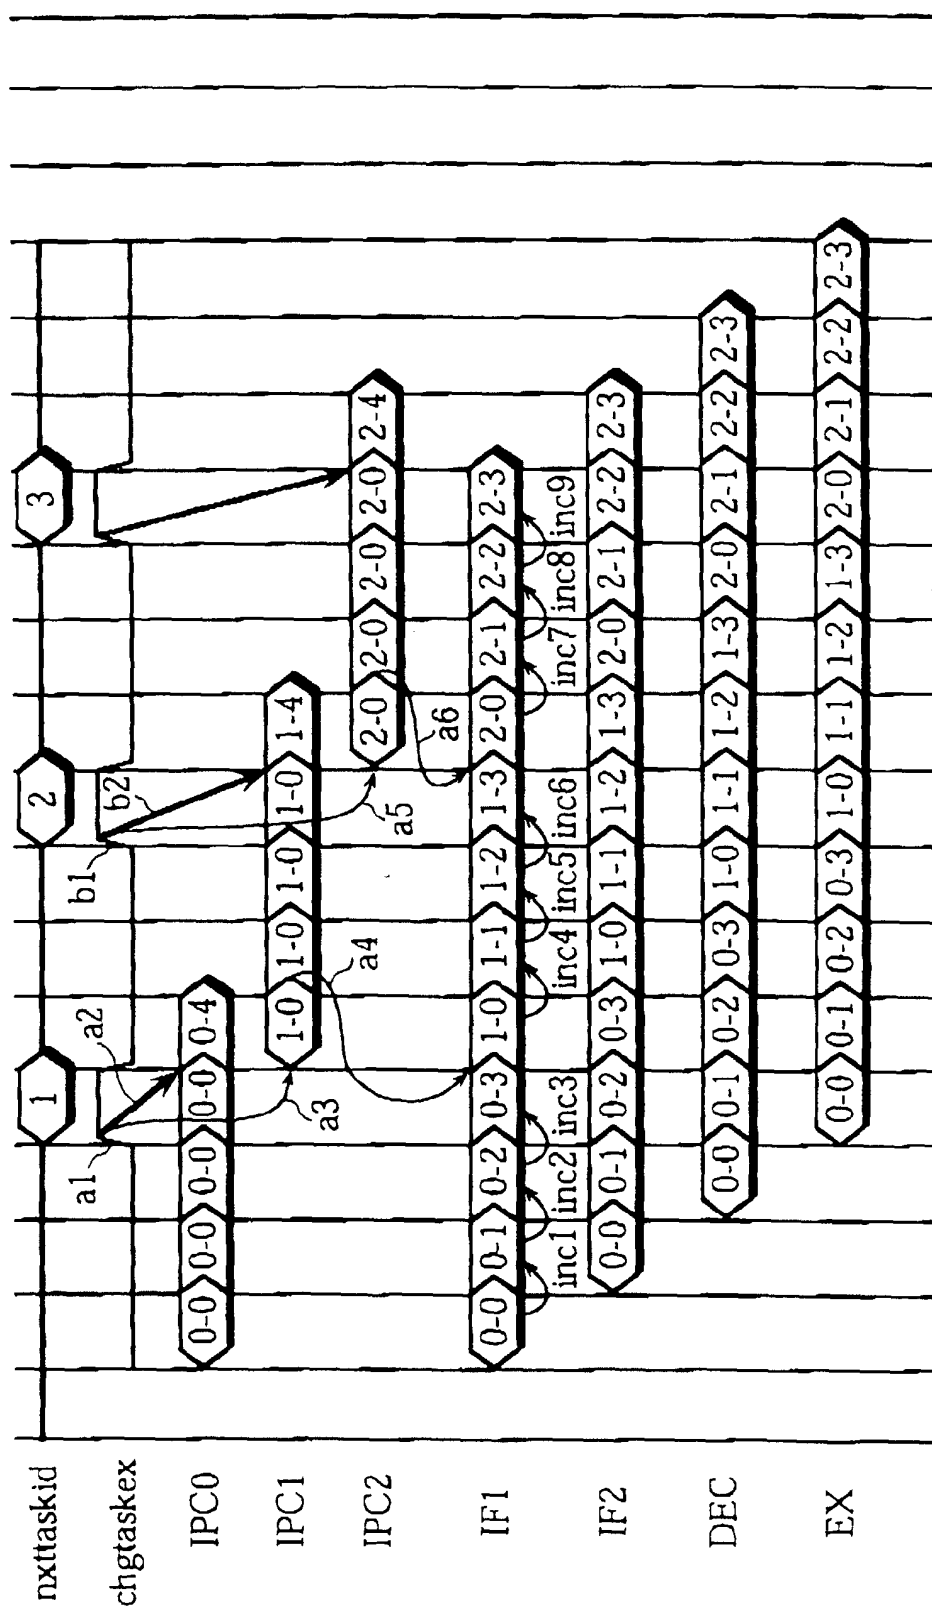 nxttaskid 1 2 3
chgtaskex a1 a2 b1 b2
IPC0 0-0 0-0 0-0 0-0 0-4
a3
IPC1 1-0 1-0 1-0 1-0 1-4
a4 a5
IPC2 2-0 2-0 2-0 2-0 2-4
a6
IF1 0-0 0-1 0-2 0-3 1-0 1-1 1-2 1-3 2-0 2-1 2-2 2-3
inc1 inc2 inc3 inc4 inc5 inc6 inc7 inc8 inc9
IF2 0-0 0-1 0-2 0-3 1-0 1-1 1-2 1-3 2-0 2-1 2-2 2-3
DEC 0-0 0-1 0-2 0-3 1-0 1-1 1-2 1-3 2-0 2-1 2-2 2-3
EX 0-0 0-1 0-2 0-3 1-0 1-1 1-2 1-3 2-0 2-1 2-2 2-3